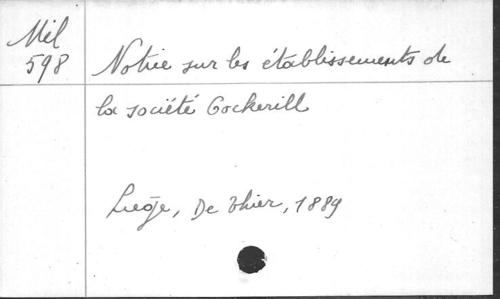 Mél
598
Notice sur les établissements de
la société Cockerill
Liège, De Thier, 1889